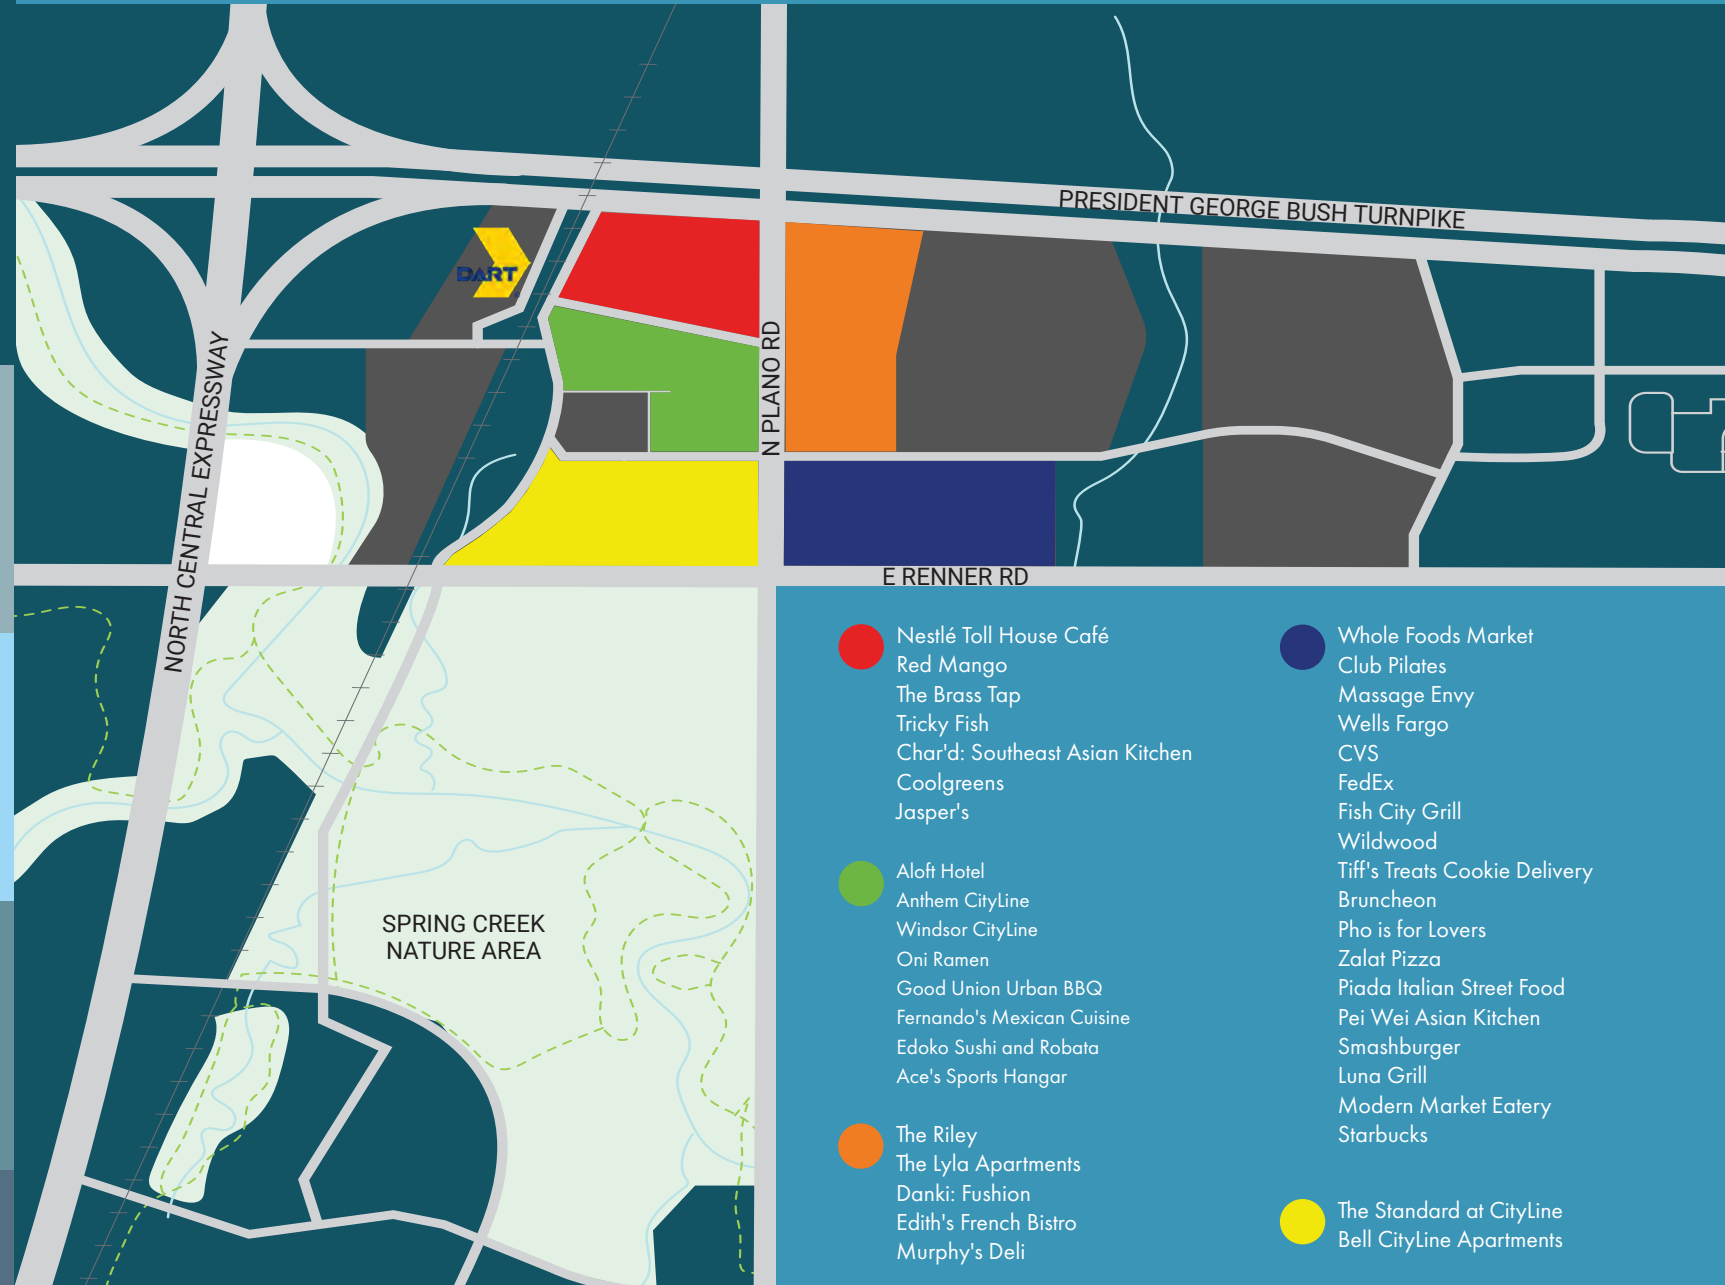 PRESIDENT GEORGE BUSH TURNPIKE
DART
N PLANO RD
NORTH CENTRAL EXPRESSWAY
E RENNER RD
SPRING CREEK
NATURE AREA
Nestlé Toll House Café
Red Mango
The Brass Tap
Tricky Fish
Char'd: Southeast Asian Kitchen
Coolgreens
Jasper's
Aloft Hotel
Anthem CityLine
Windsor CityLine
Oni Ramen
Good Union Urban BBQ
Fernando's Mexican Cuisine
Edoko Sushi and Robata
Ace's Sports Hangar
The Riley
The Lyla Apartments
Danki: Fushion
Edith's French Bistro
Murphy's Deli
Whole Foods Market
Club Pilates
Massage Envy
Wells Fargo
CVS
FedEx
Fish City Grill
Wildwood
Tiff's Treats Cookie Delivery
Bruncheon
Pho is for Lovers
Zalat Pizza
Piada Italian Street Food
Pei Wei Asian Kitchen
Smashburger
Luna Grill
Modern Market Eatery
Starbucks
The Standard at CityLine
Bell CityLine Apartments